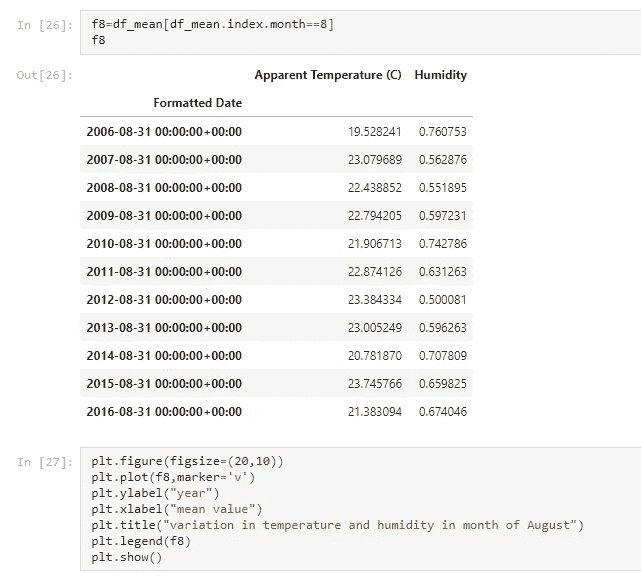 In [26]: f8=df_mean[df_mean.index.month==8]
f8
Out[26]: Apparent Temperature (C) Humidity
Formatted Date
2006-08-31 00:00:00+00:00 19.528241 0.760753
2007-08-31 00:00:00+00:00 23.079689 0.562876
2008-08-31 00:00:00+00:00 22.438852 0.551895
2009-08-31 00:00:00+00:00 22.794205 0.597231
2010-08-31 00:00:00+00:00 21.906713 0.742786
2011-08-31 00:00:00+00:00 22.874126 0.631263
2012-08-31 00:00:00+00:00 23.384334 0.500081
2013-08-31 00:00:00+00:00 23.005249 0.596263
2014-08-31 00:00:00+00:00 20.781870 0.707809
2015-08-31 00:00:00+00:00 23.745766 0.659825
2016-08-31 00:00:00+00:00 21.383094 0.674046
In [27]: plt.figure(figsize=(20,10))
plt.plot(f8,marker='v')
plt.ylabel("year")
plt.xlabel("mean value")
plt.title("variation in temperature and humidity in month of August")
plt.legend(f8)
plt.show()